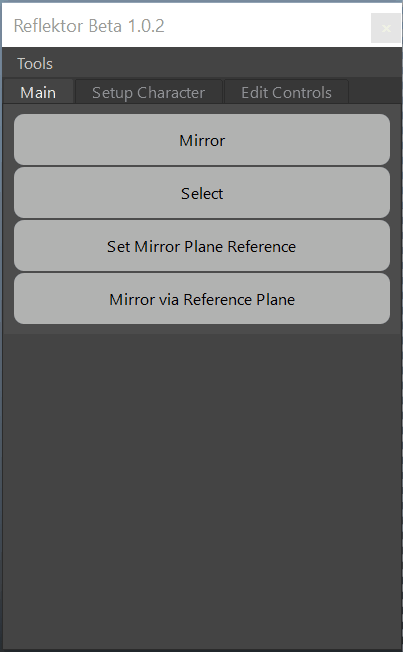 Reflektor Beta 1.0.2
Tools
Main Setup Character Edit Controls
Mirror
Select
Set Mirror Plane Reference
Mirror via Reference Plane